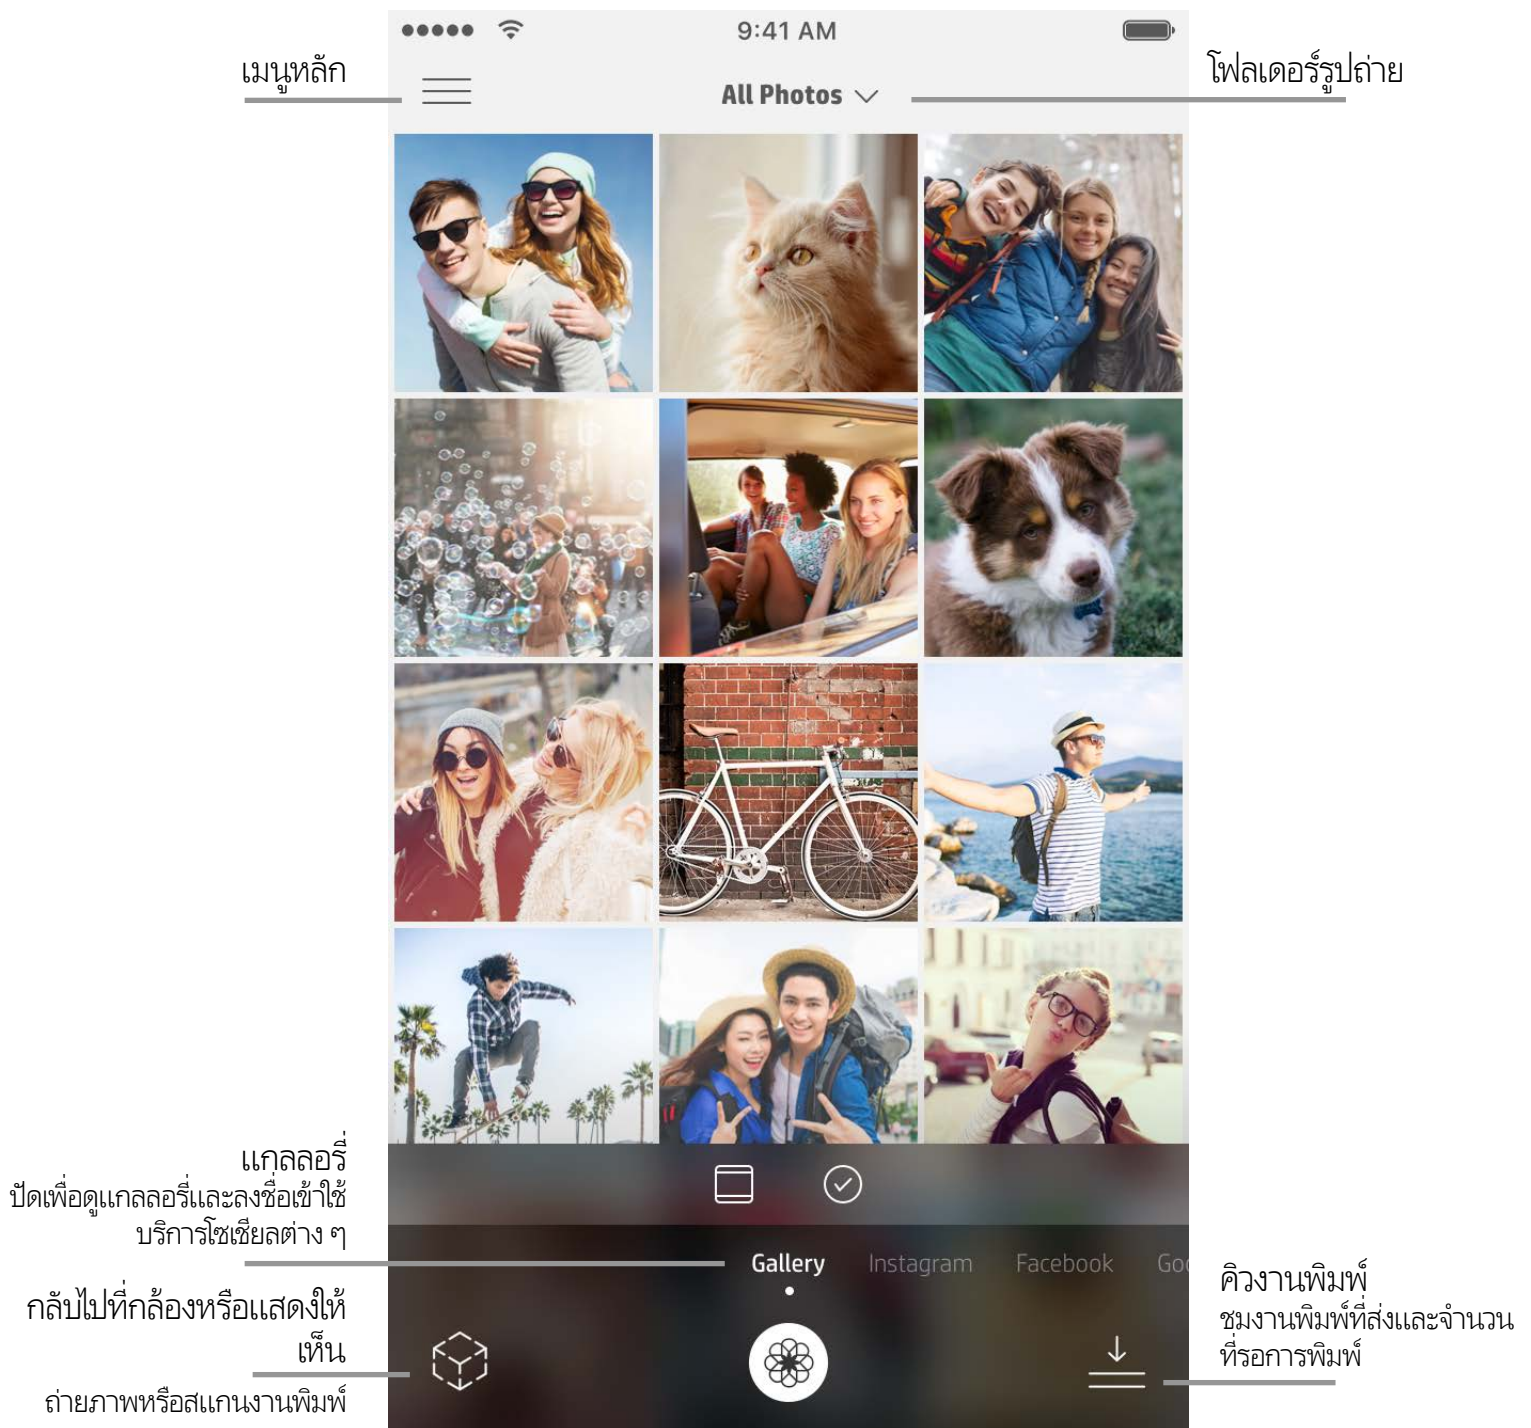 9:41 AM
เมนูหลัก
All Photos
โฟลเดอร์รูปถ่าย
แกลลอรี่
ปัดเพื่อดูแกลลอรี่และลงชื่อเข้าใช้
บริการโซเชียลต่าง ๆ
Gallery
Instagram
Facebook
Goo
กลับไปที่กล้องหรือแสดงให้
เห็น
ถ่ายภาพหรือสแกนงานพิมพ์
คิวงานพิมพ์
ชมงานพิมพ์ที่ส่งและจำนวน
ที่รอการพิมพ์